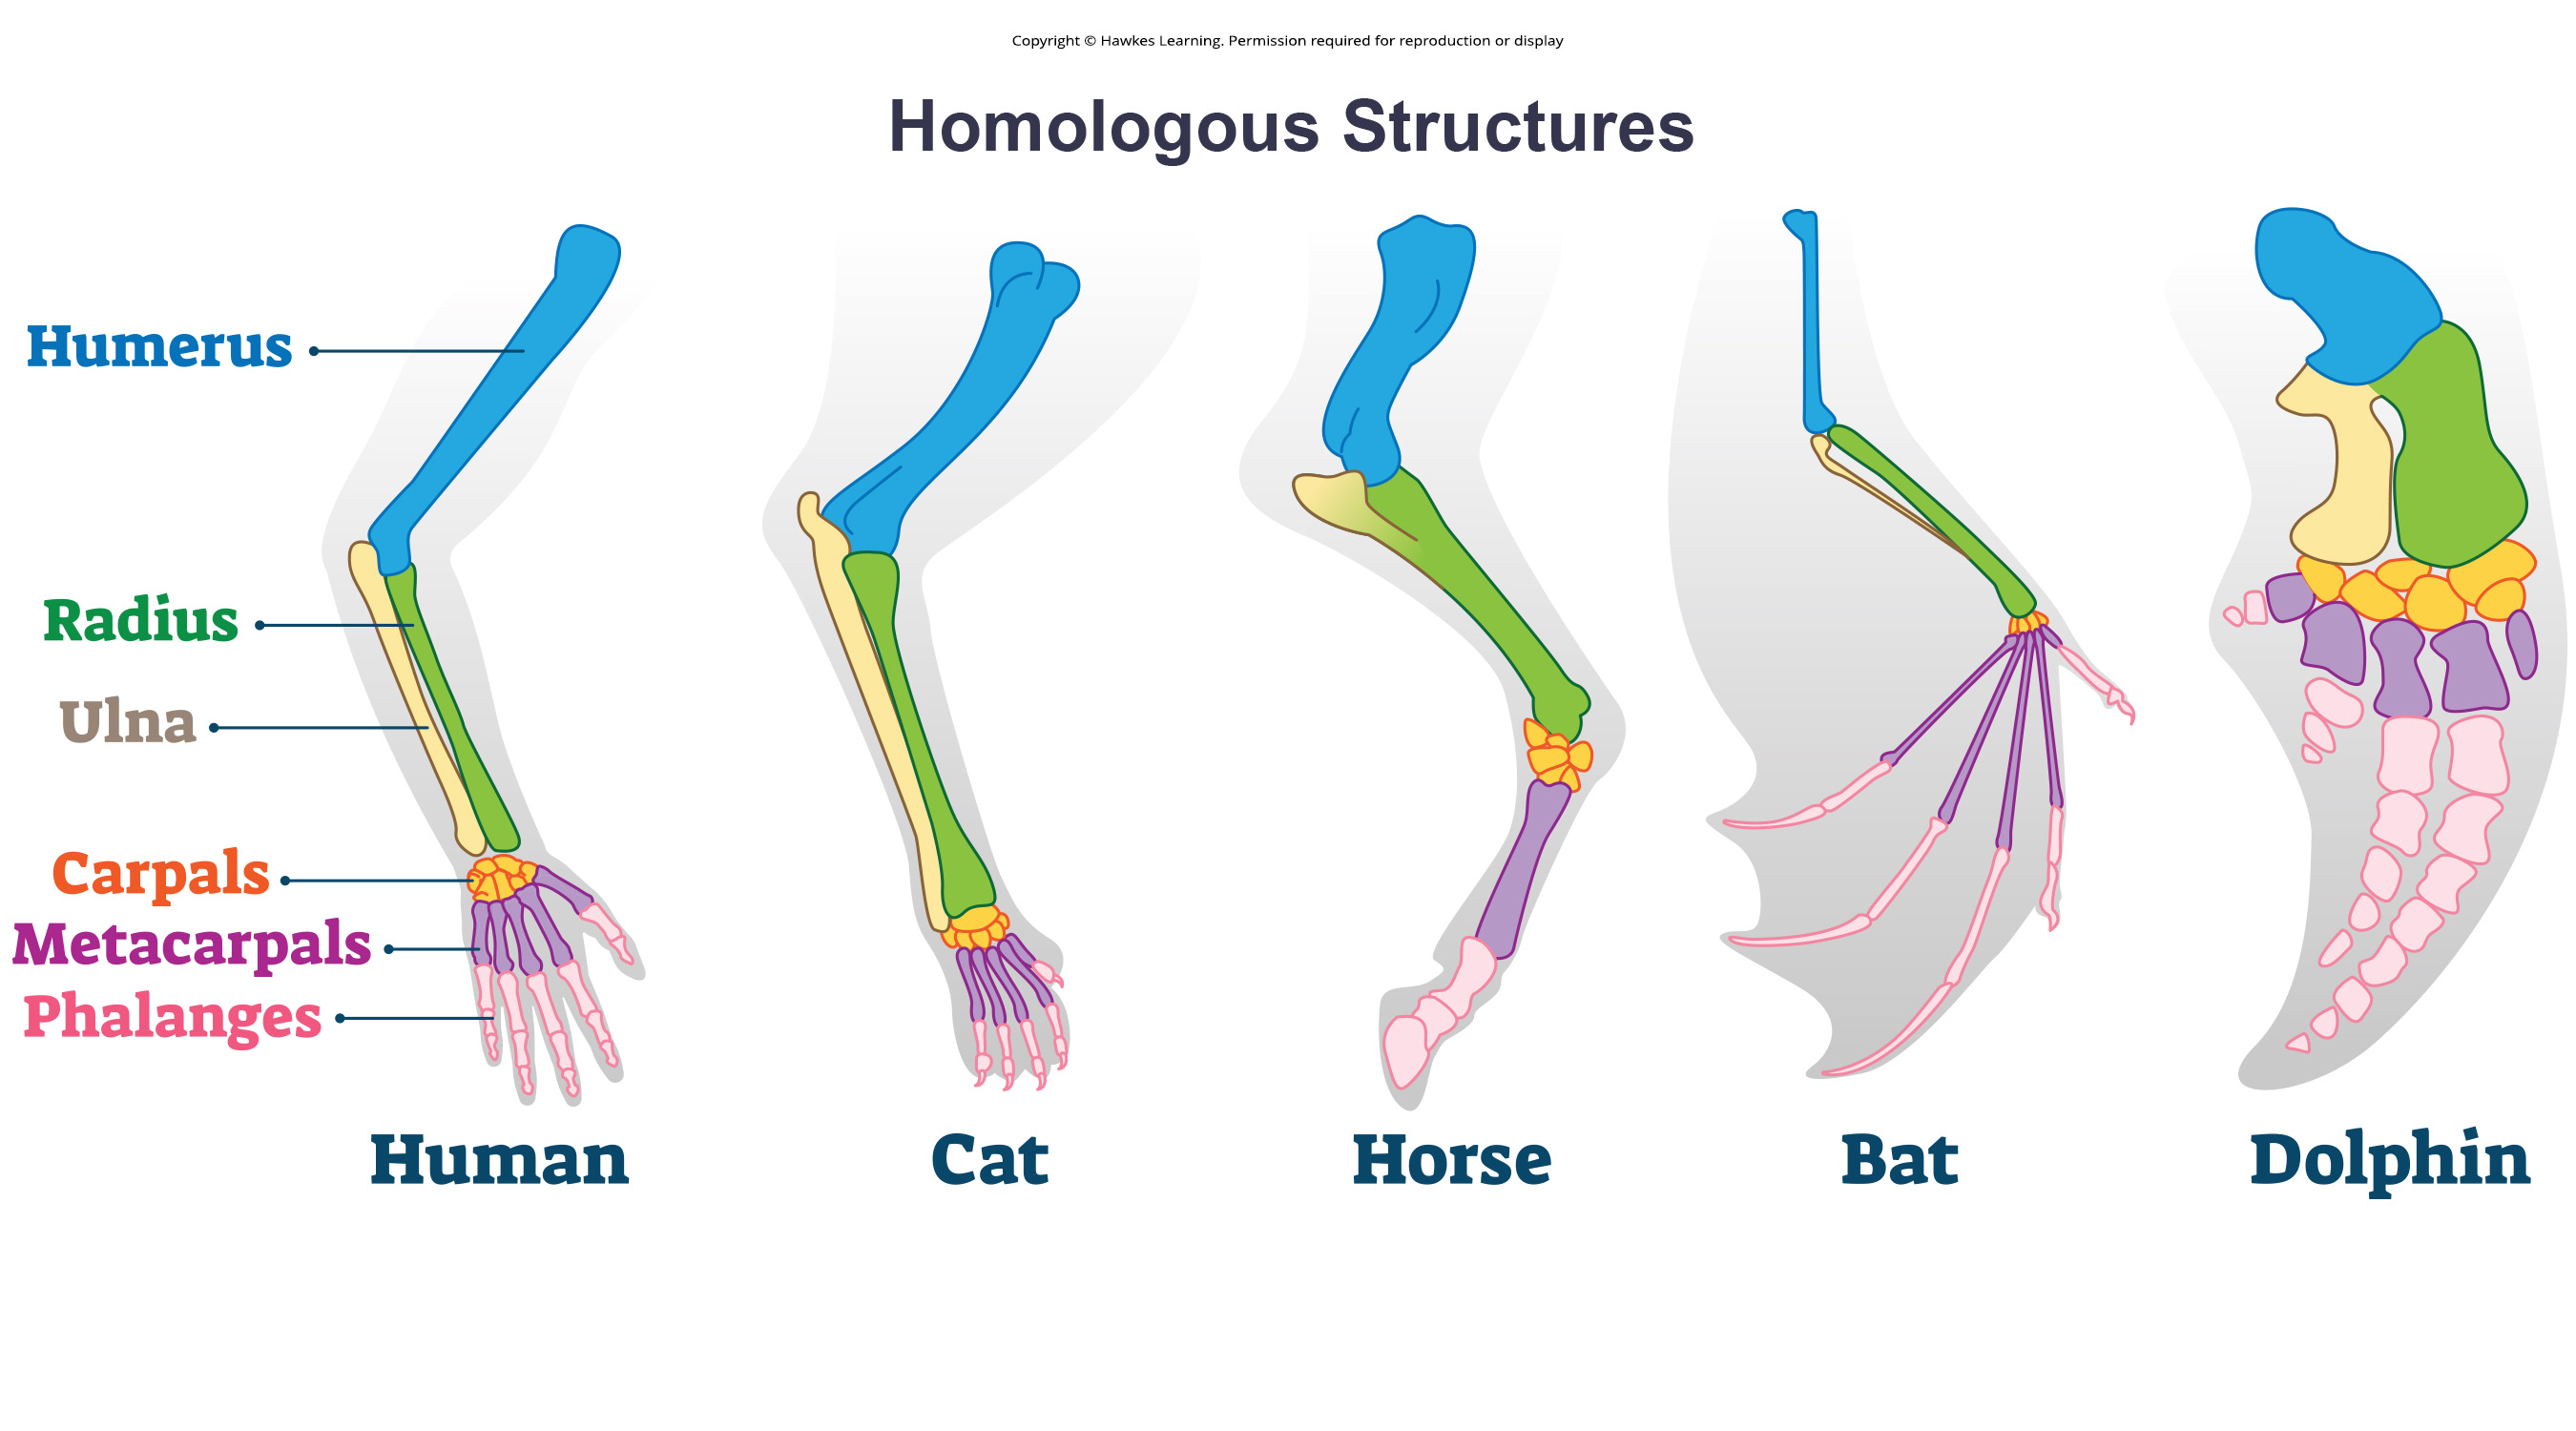 Copyright © Hawkes Learning. Permission required for reproduction or display
Homologous Structures
Humerus
Radius
Ulna
Carpals
Metacarpals
Phalanges
Human
Cat
Horse
Bat
Dolphin